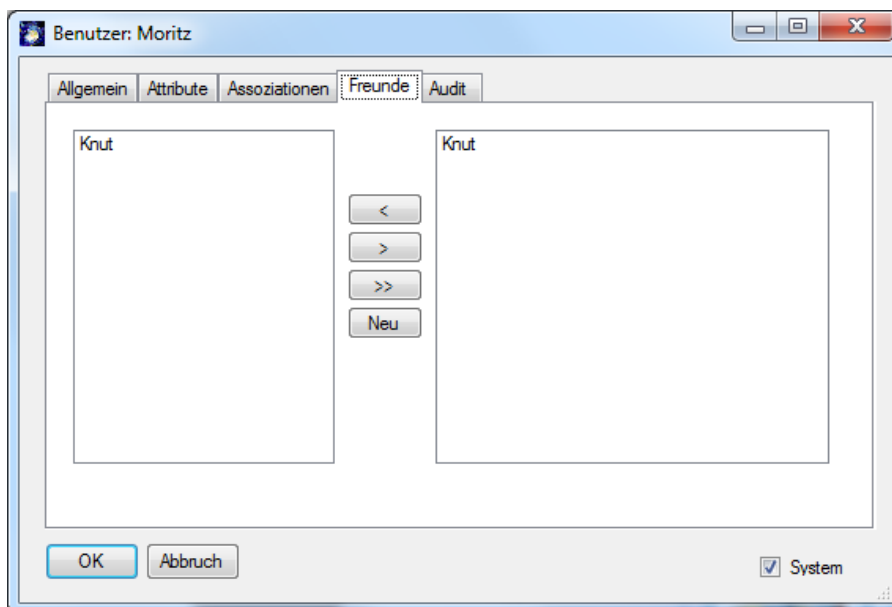 Benutzer: Moritz
Allgemein Attribute Assoziationen Freunde Audit
Knut Knut
<
>
>>
Neu
OK Abbruch System